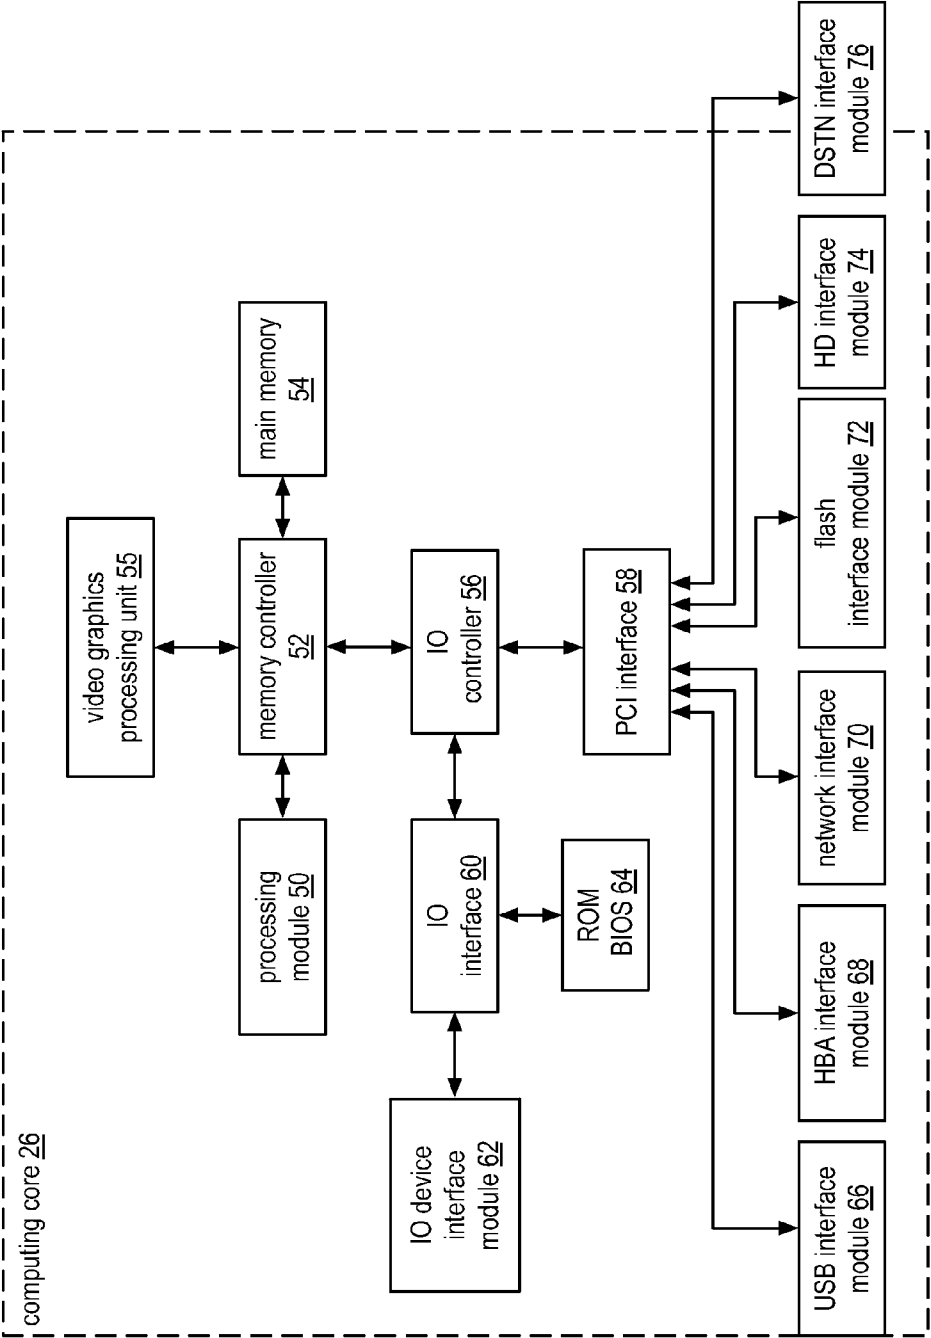 computing core 26
video graphics
processing unit 55
processing
module 50
memory controller
52
main memory
54
IO device
interface
module 62
IO
interface 60
IO
controller 56
ROM
BIOS 64
PCI interface 58
USB interface
module 66
HBA interface
module 68
network interface
module 70
flash
interface module 72
HD interface
module 74
DSTN interface
module 76